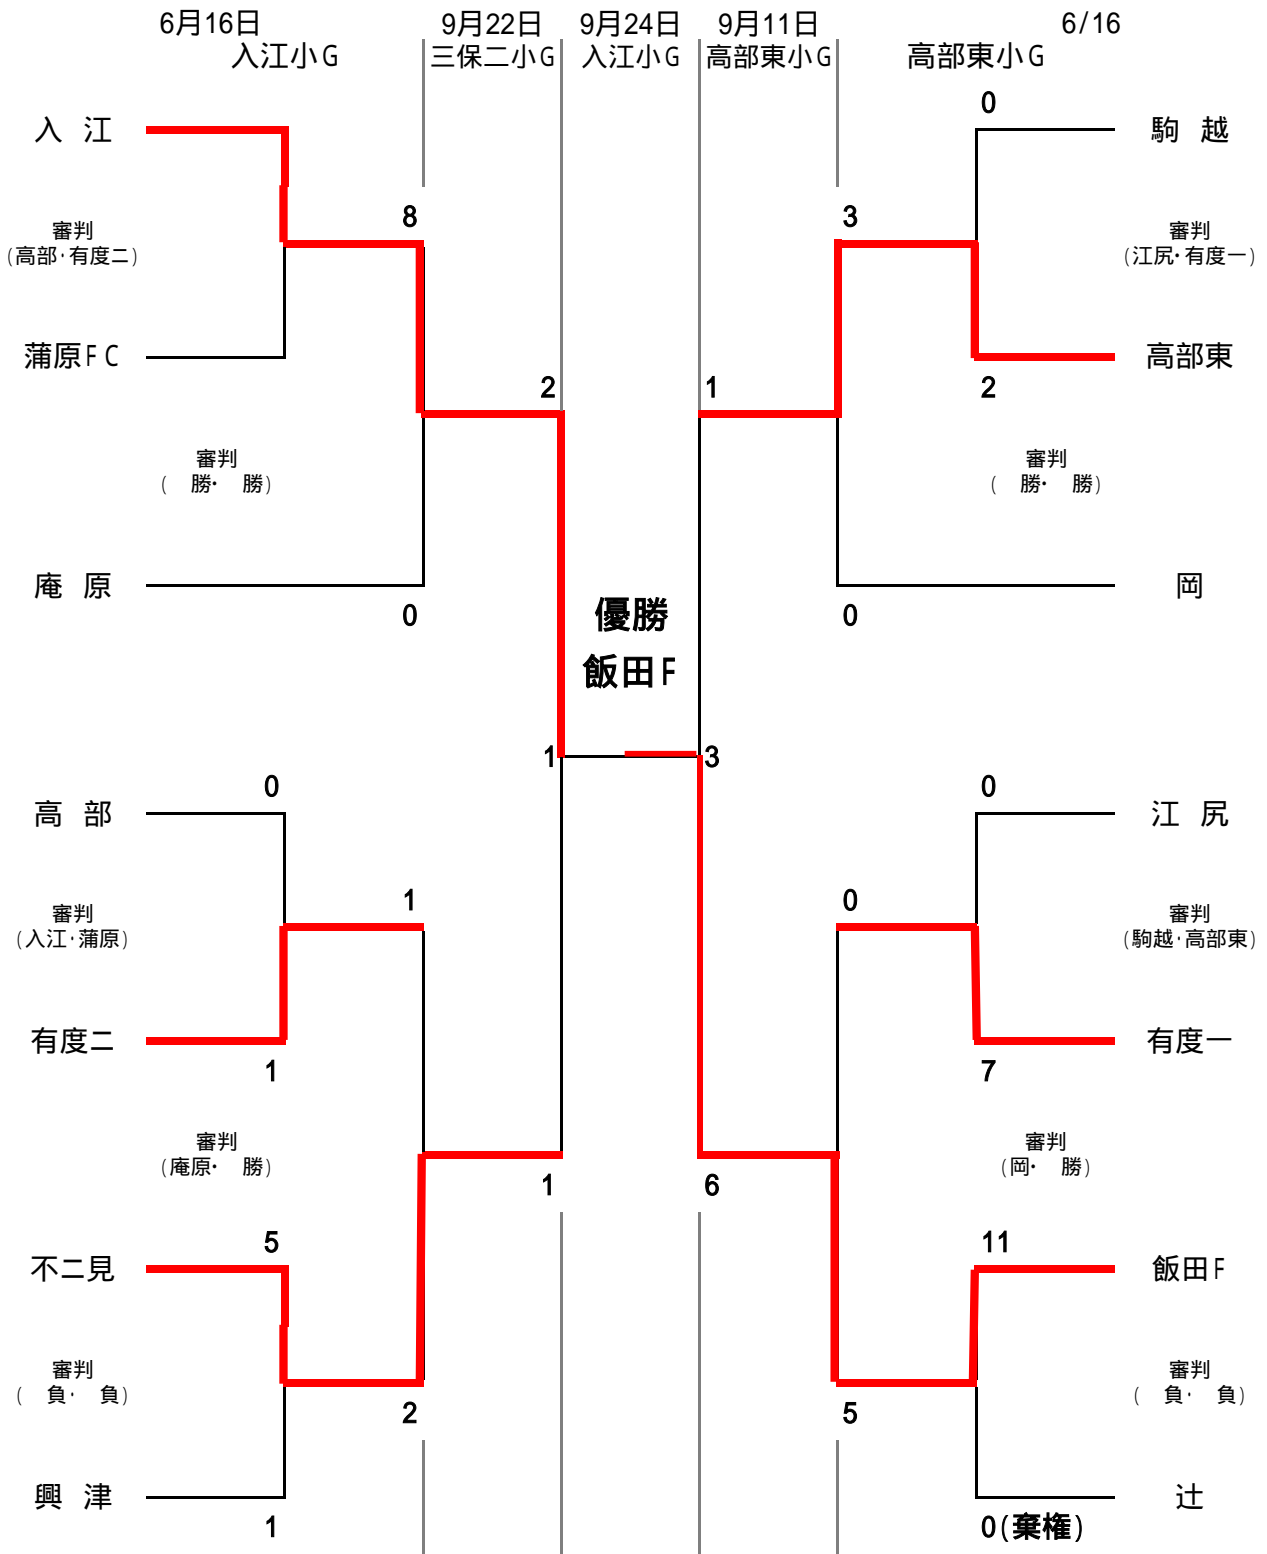 6月16日 9月22日 9月24日 9月11日 6/16
入江小G 三保二小G 入江小G 高部東小G 高部東小G
0
入 江 駒 越
8 3
審判 審判
(高部・有度二) (江尻・有度一)
蒲原FC 高部東
2 1 2
審判 審判
( 勝・ 勝) ( 勝・ 勝)
庵 原 岡
0 優勝 0
飯田F
1 3
0 0
高 部 江 尻
1 0
審判 審判
(入江・蒲原) (駒越・高部東)
有度二 有度一
1 7
審判 審判
(庵原・ 勝) (岡・ 勝)
1 6
5 11
不二見 飯田F
審判 審判
( 負・ 負) ( 負・ 負)
2 5
興 津 辻
1 0(棄権)